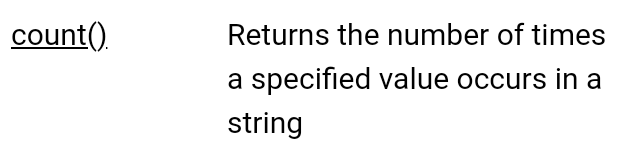 count() Returns the number of times
a specified value occurs in a
string